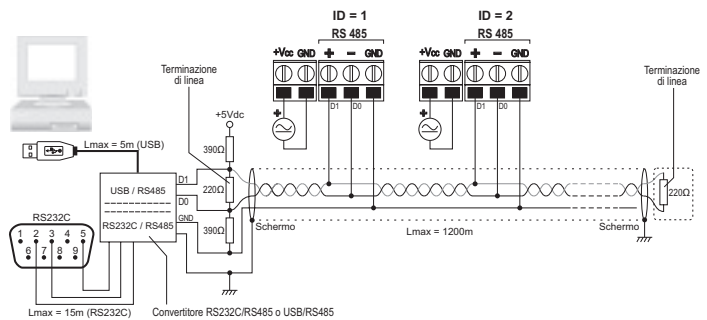 ID = 1
ID = 2
RS 485
RS 485
+Vcc GND + − GND
+Vcc GND + − GND
Terminazione
di linea
Terminazione
di linea
D1 D0
D1 D0
+
+
+5Vdc
390Ω
Lmax = 5m (USB)
USB / RS485
RS232C / RS485
D1
D0
GND
220Ω
390Ω
220Ω
Schermo
Lmax = 1200m
Schermo
RS232C
1 2 3 4 5
6 7 8 9
Lmax = 15m (RS232C)
Convertitore RS232C/RS485 o USB/RS485